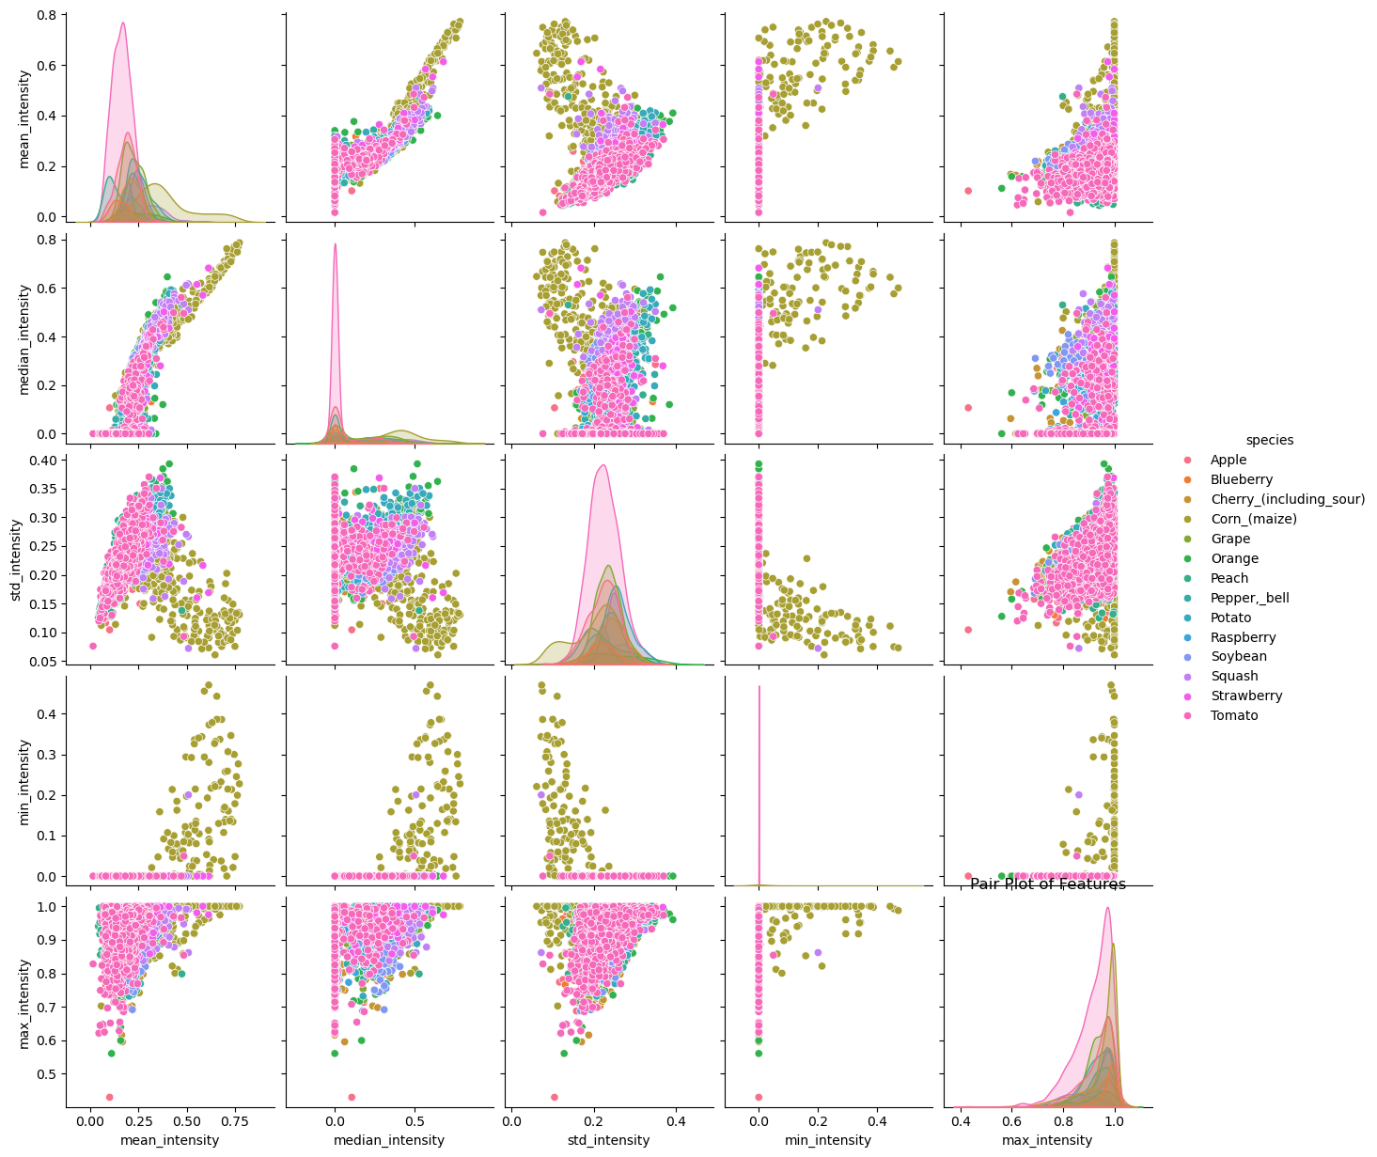 0.8
0.6
0.4
0.2
0.0
mean_intensity
0.8
0.6
0.4
0.2
0.0
median_intensity
0.40
0.35
0.30
0.25
0.20
0.15
0.10
0.05
std_intensity
0.4
0.3
0.2
0.1
0.0
min_intensity
Pair Plot of Features
1.0
0.9
0.8
0.7
0.6
0.5
max_intensity
0.00 0.25 0.50 0.75
mean_intensity
0.0 0.5
median_intensity
0.0 0.2 0.4
std_intensity
0.0 0.2 0.4
min_intensity
0.4 0.6 0.8 1.0
max_intensity
species
Apple
Blueberry
Cherry_(including_sour)
Corn_(maize)
Grape
Orange
Peach
Pepper,_bell
Potato
Raspberry
Soybean
Squash
Strawberry
Tomato